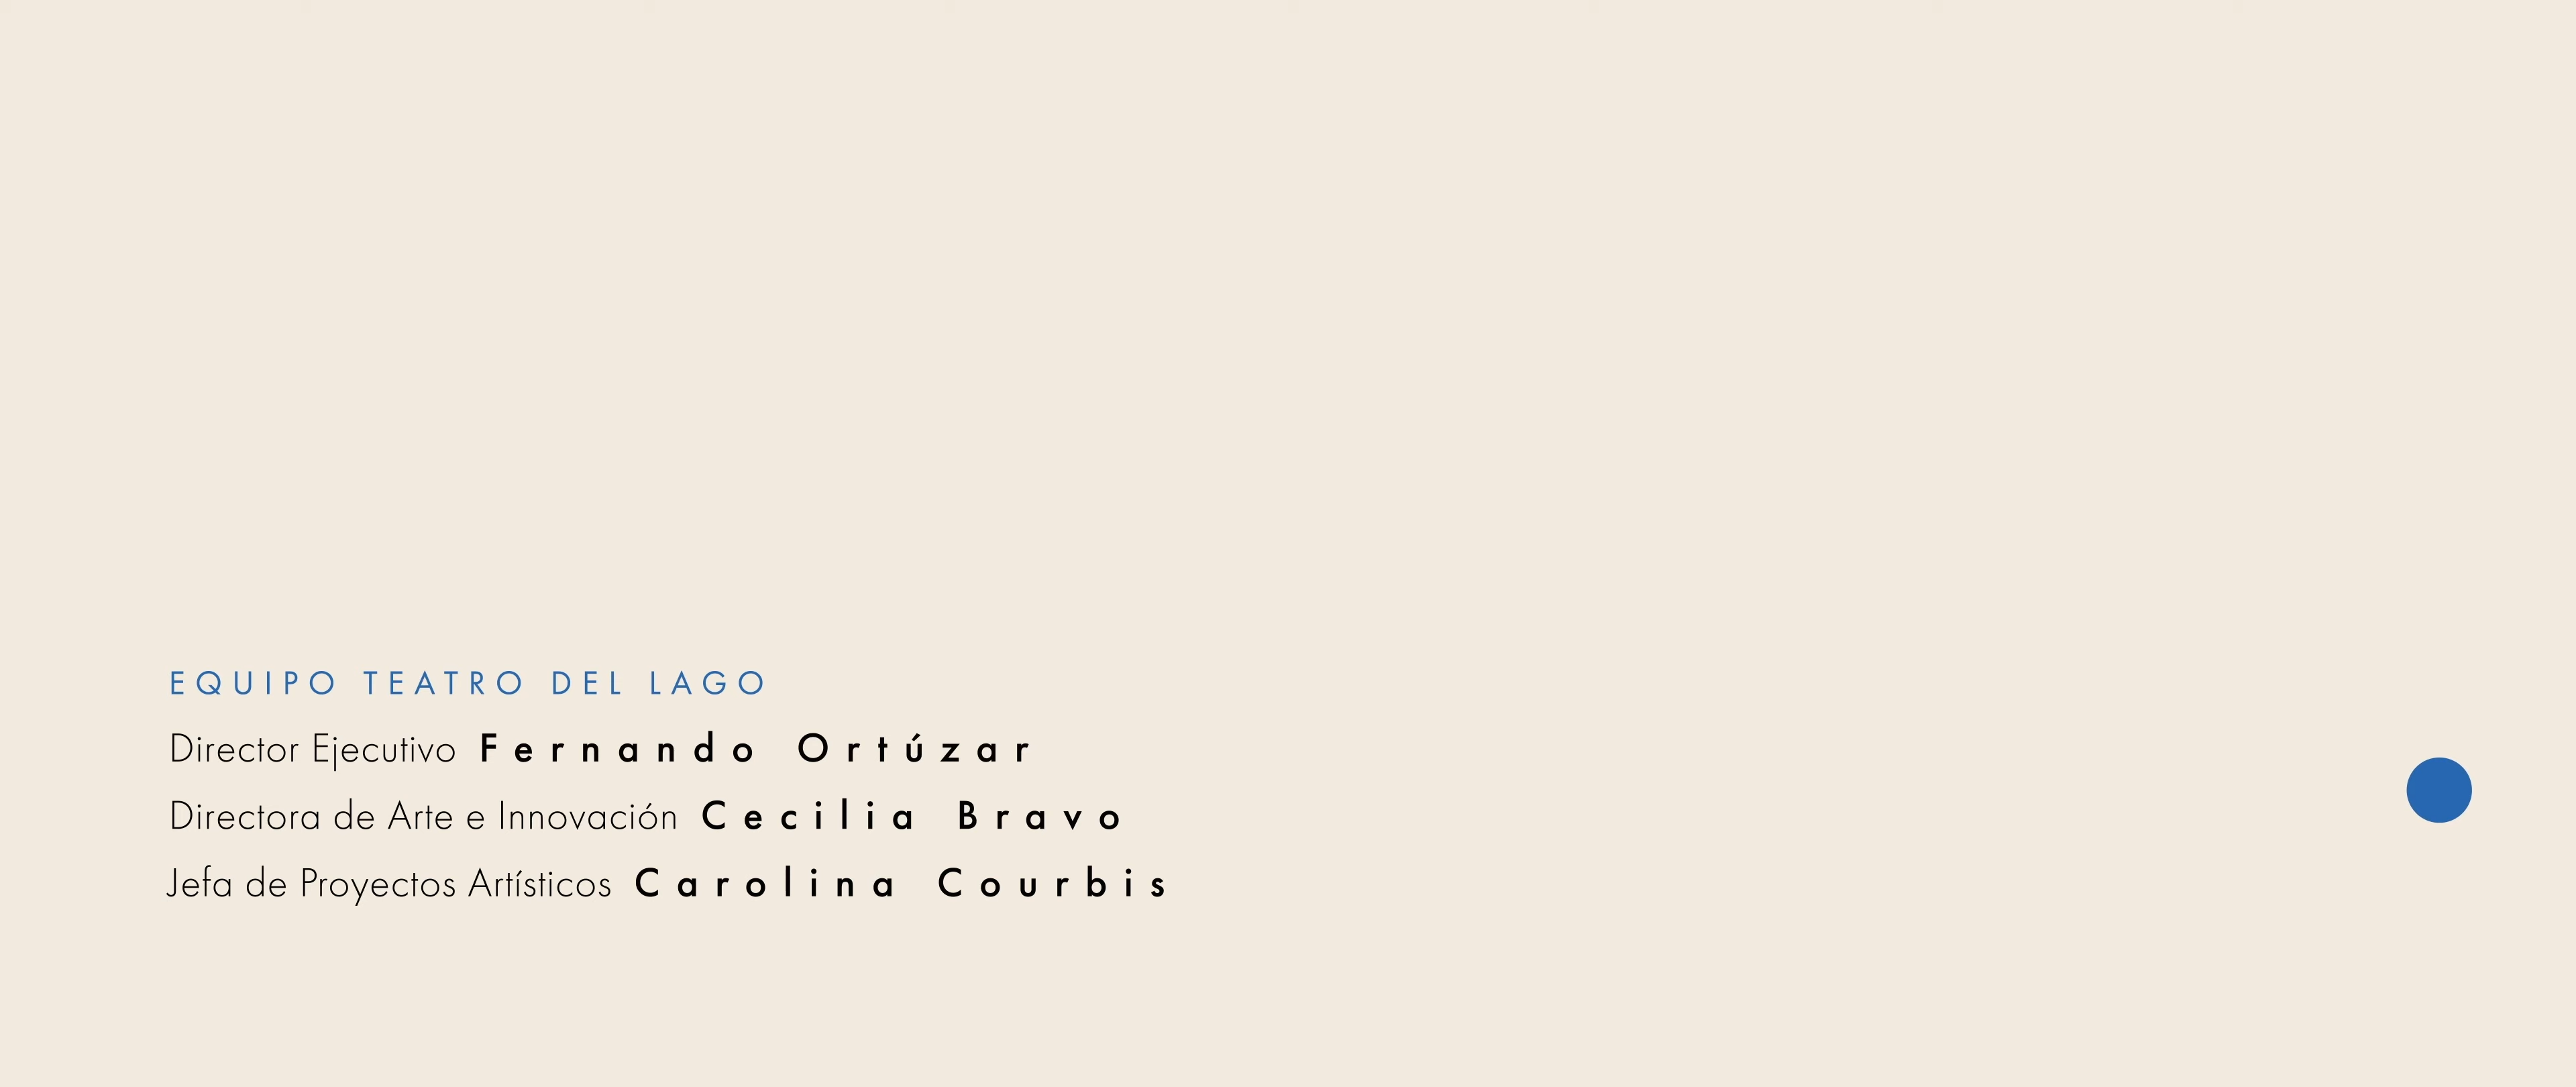 EQUIPO TEATRO DEL LAGO
Director Ejecutivo Fernando Ortúzar
Directora de Arte e Innovación Cecilia Bravo
Jefa de Proyectos Artísticos Carolina Courbis